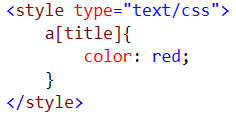 <style type="text/css">
    a[title]{
        color: red;
    }
</style>